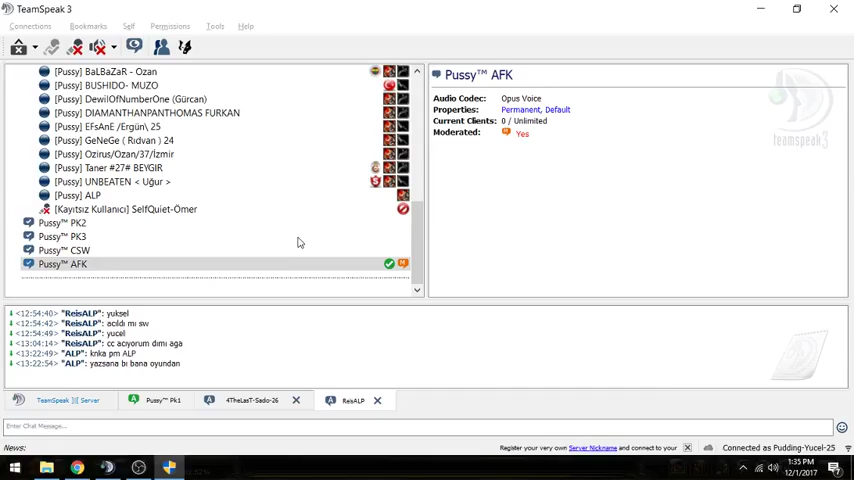 TeamSpeak 3
Connections Bookmarks Self Permissions Tools Help
[Pussy] BaLBaZaR - Ozan
[Pussy] BUSHIDO- MUZO
[Pussy] DewilOfNumberOne (Gürcan)
[Pussy] DIAMANTHANPANTHOMAS FURKAN
[Pussy] EFsAnE /Ergün\ 25
[Pussy] GeNeGe ( Rıdvan ) 24
[Pussy] Ozirus/Ozan/37/İzmir
[Pussy] Taner #27# BEYGIR
[Pussy] UNBEATEN < Uğur >
[Pussy] ALP
[Kayıtsız Kullanıcı] SelfQuiet-Ömer
Pussy™ PK2
Pussy™ PK3
Pussy™ CSW
Pussy™ AFK
Pussy™ AFK
Audio Codec: Opus Voice
Properties: Permanent, Default
Current Clients: 0 / Unlimited
Moderated: Yes
teamspeak3
<12:54:40> "ReisALP": yuksel
<12:54:42> "ReisALP": acıldı mı sw
<12:54:49> "ReisALP": yucel
<13:04:14> "ReisALP": cc acıyorum dımı aga
<13:22:49> "ALP": knka pm ALP
<13:22:54> "ALP": yazsana bı bana oyundan
TeamSpeak ]|[ Server Pussy™ Pk1 4TheLasT-Sado-26 ReisALP
Enter Chat Message...
News: Register your very own Server Nickname and connect to your Connected as Pudding-Yucel-25
1:35 PM
12/1/2017